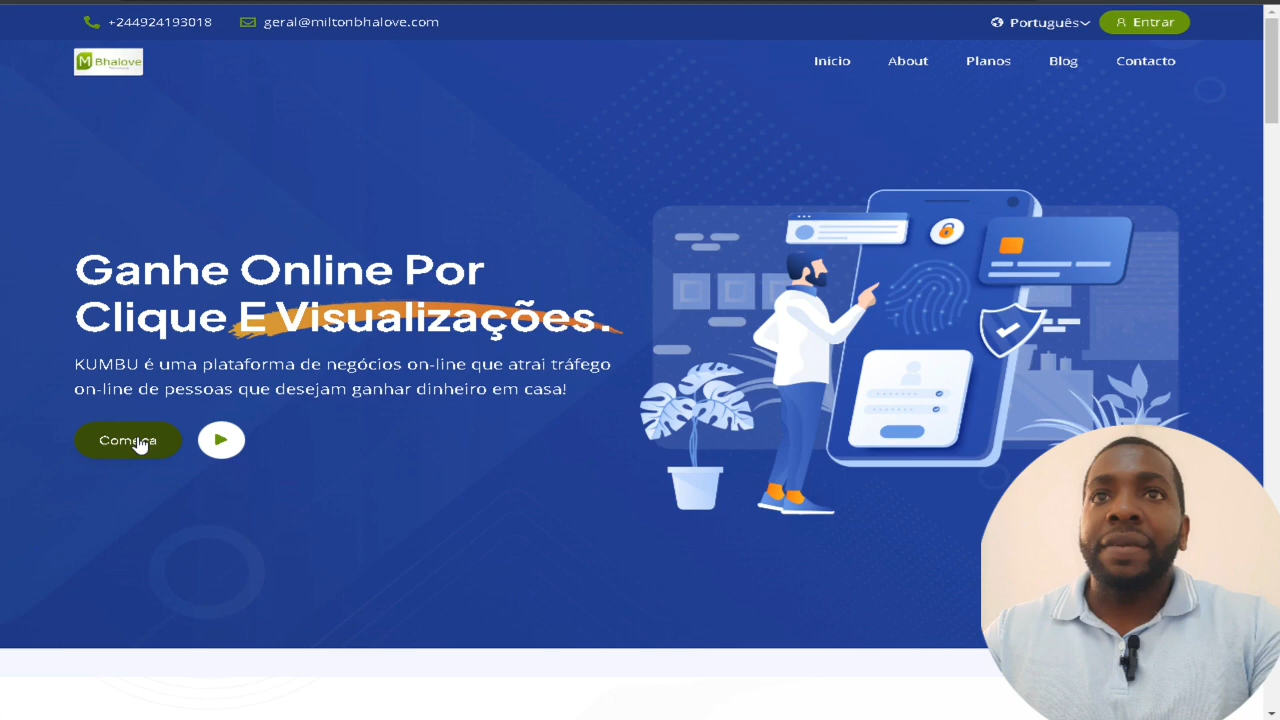 +244924193018
geral@miltonbhalove.com
Português
Entrar
M Bhalove
Inicio
About
Planos
Blog
Contacto
Ganhe Online Por
Clique E Visualizações.
KUMBU é uma plataforma de negócios on-line que atrai tráfego
on-line de pessoas que desejam ganhar dinheiro em casa!
Começa